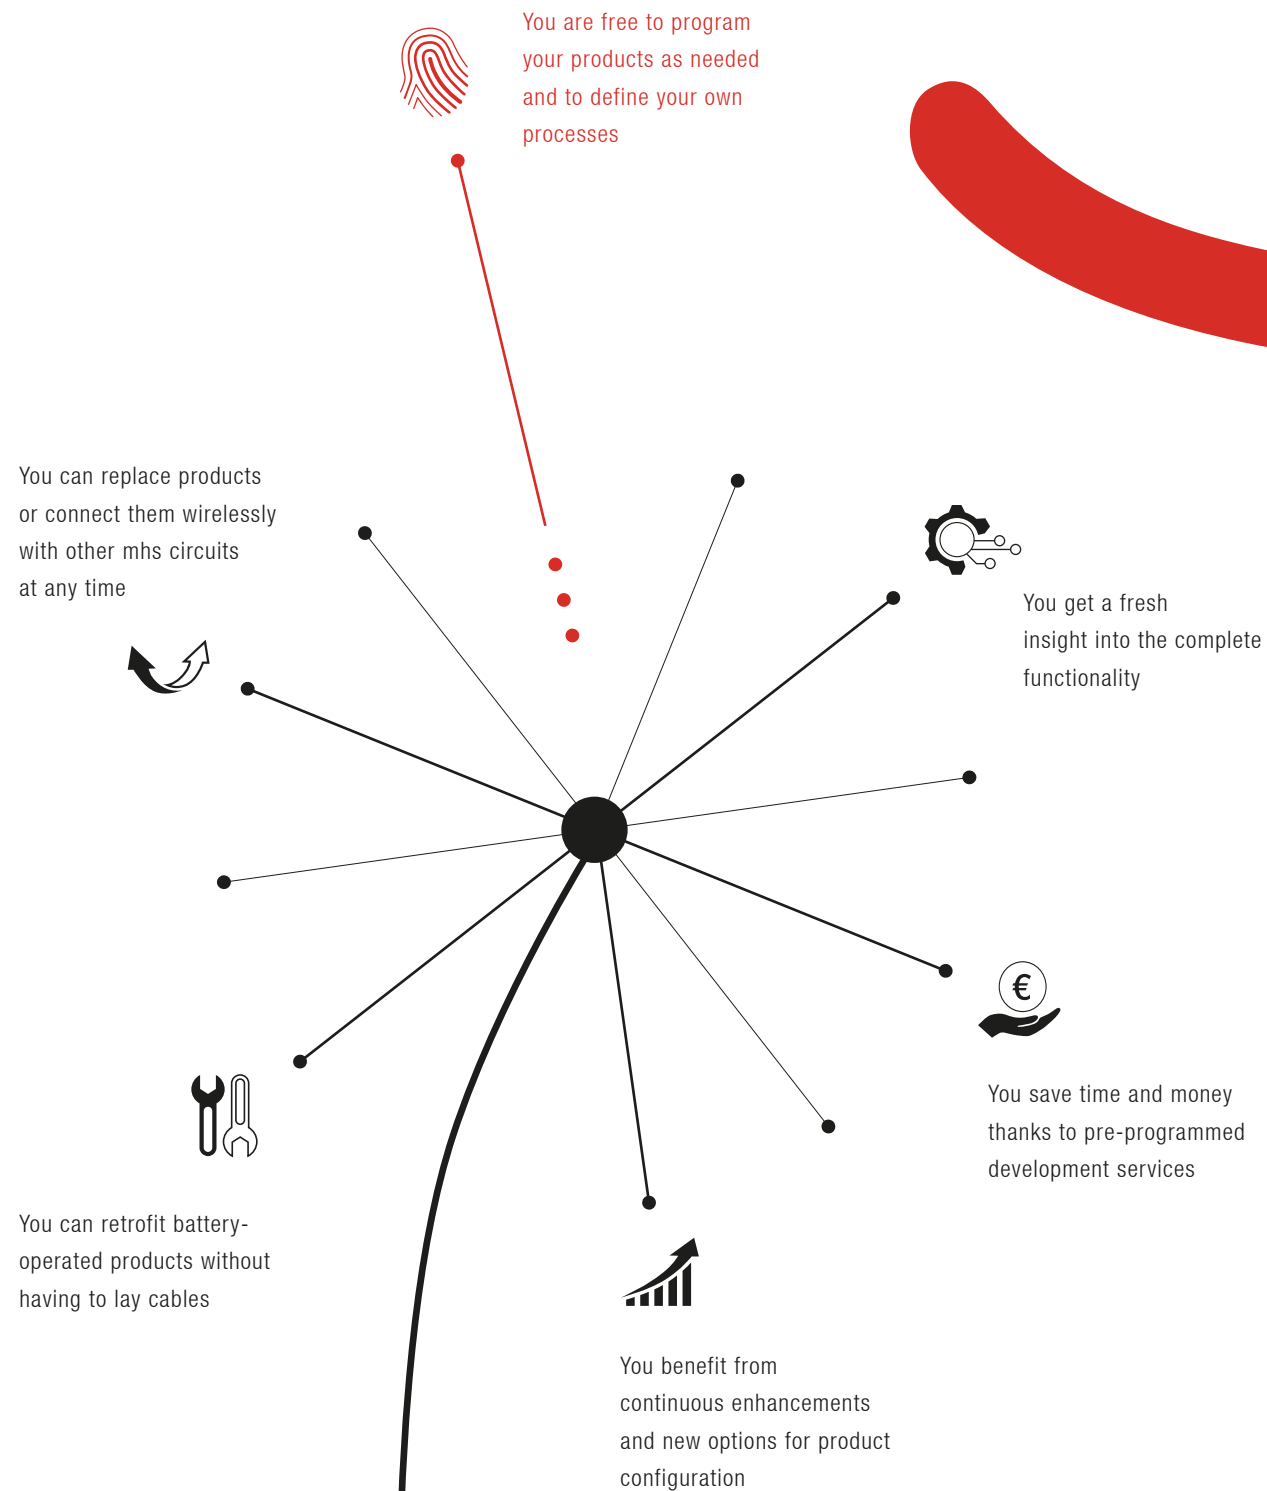 You are free to program
your products as needed
and to define your own
processes
You can replace products
or connect them wirelessly
with other mhs circuits
at any time
You get a fresh
insight into the complete
functionality
€
You save time and money
thanks to pre-programmed
development services
You can retrofit battery-
operated products without
having to lay cables
You benefit from
continuous enhancements
and new options for product
configuration